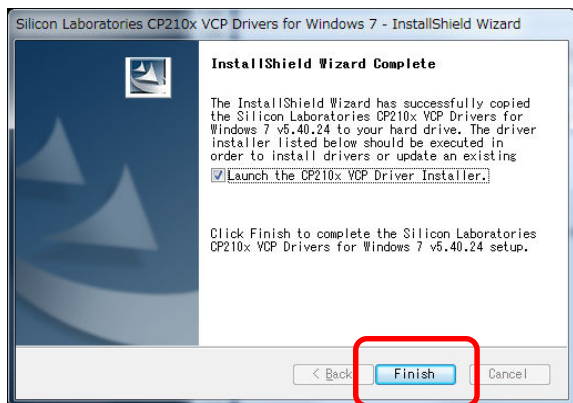 Silicon Laboratories CP210x VCP Drivers for Windows 7 - InstallShield Wizard
InstallShield Wizard Complete
The InstallShield Wizard has successfully copied
the Silicon Laboratories CP210x VCP Drivers for
Windows 7 v5.40.24 to your hard drive. The driver
installer listed below should be executed in
order to install drivers or update an existing
Launch the CP210x VCP Driver Installer.
Click Finish to complete the Silicon Laboratories
CP210x VCP Drivers for Windows 7 v5.40.24 setup.
< Back
Finish
Cancel